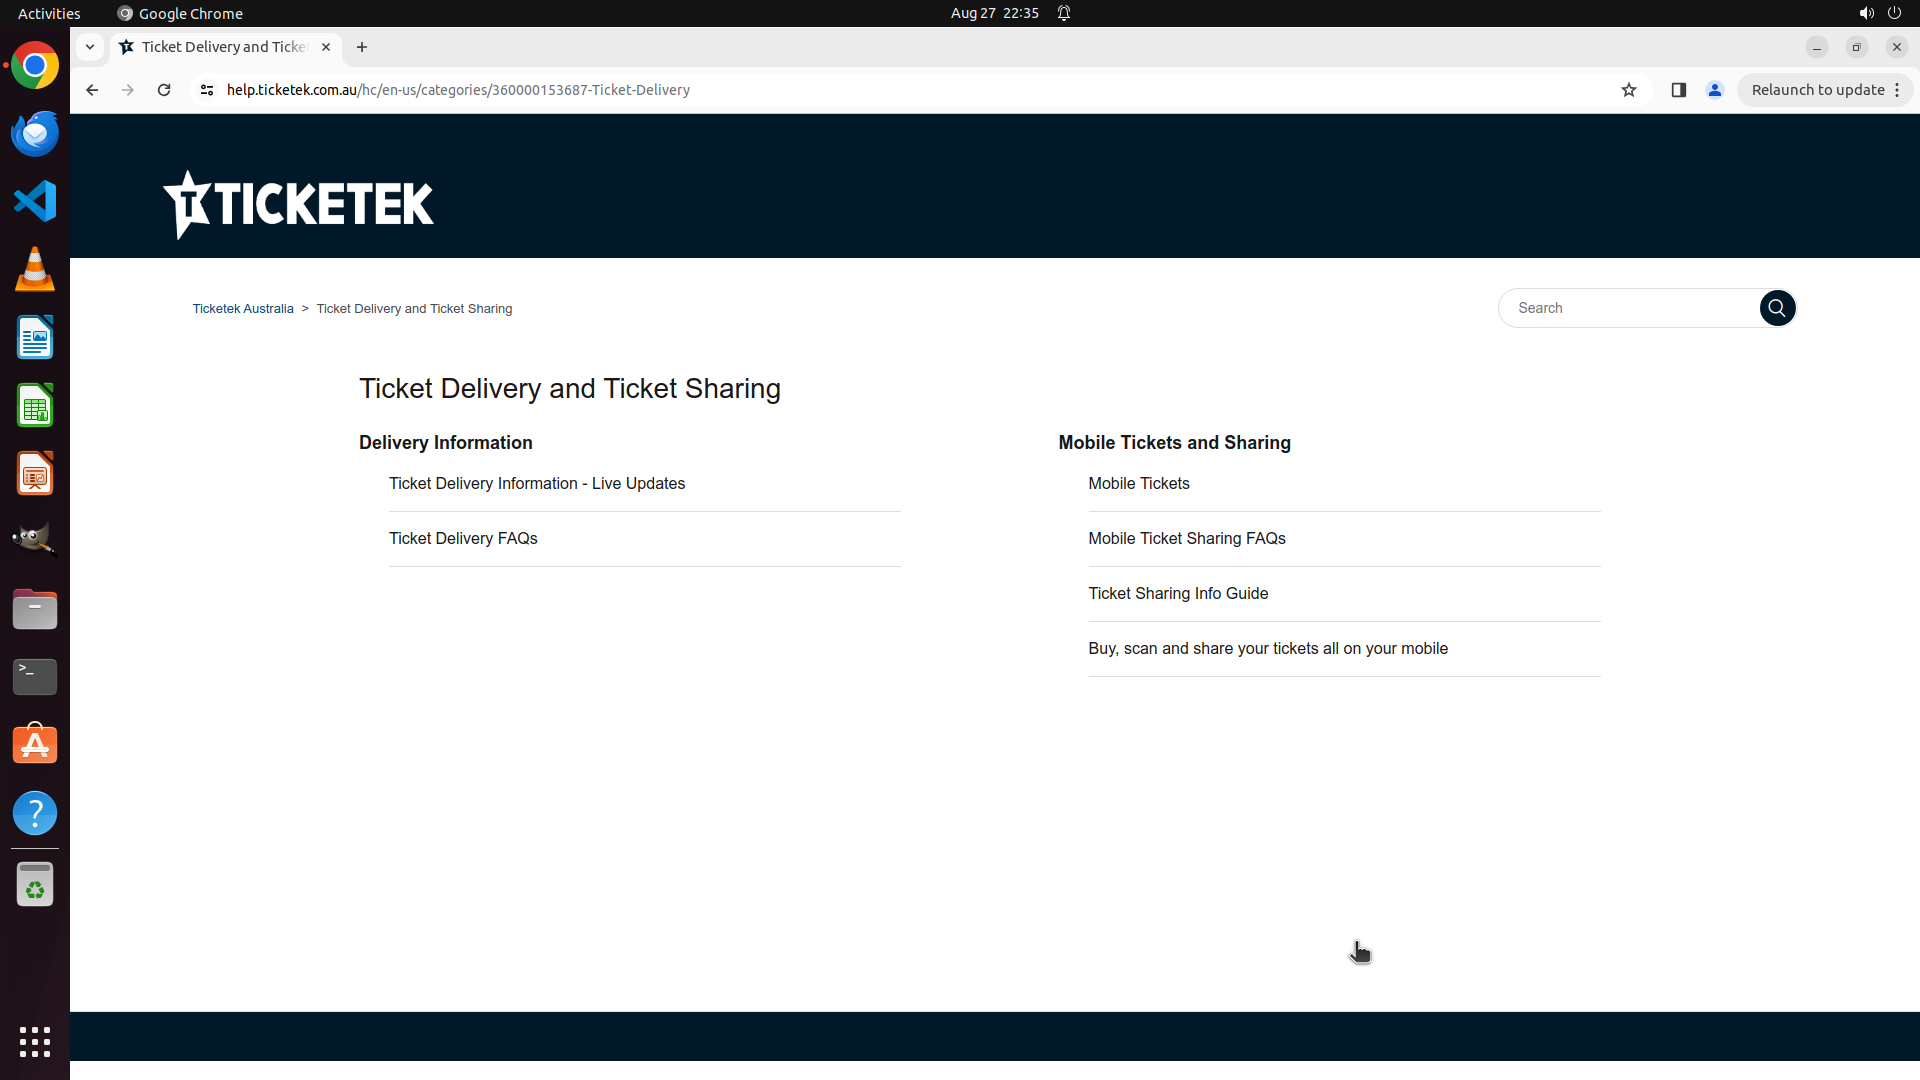 Activities
Google Chrome
Aug 27 22:35
Ticket Delivery and Ticke
help.ticketek.com.au/hc/en-us/categories/360000153687-Ticket-Delivery
Relaunch to update
TICKETEK
Ticketek Australia > Ticket Delivery and Ticket Sharing
Search
Ticket Delivery and Ticket Sharing
Delivery Information
Ticket Delivery Information - Live Updates
Ticket Delivery FAQs
Mobile Tickets and Sharing
Mobile Tickets
Mobile Ticket Sharing FAQs
Ticket Sharing Info Guide
Buy, scan and share your tickets all on your mobile